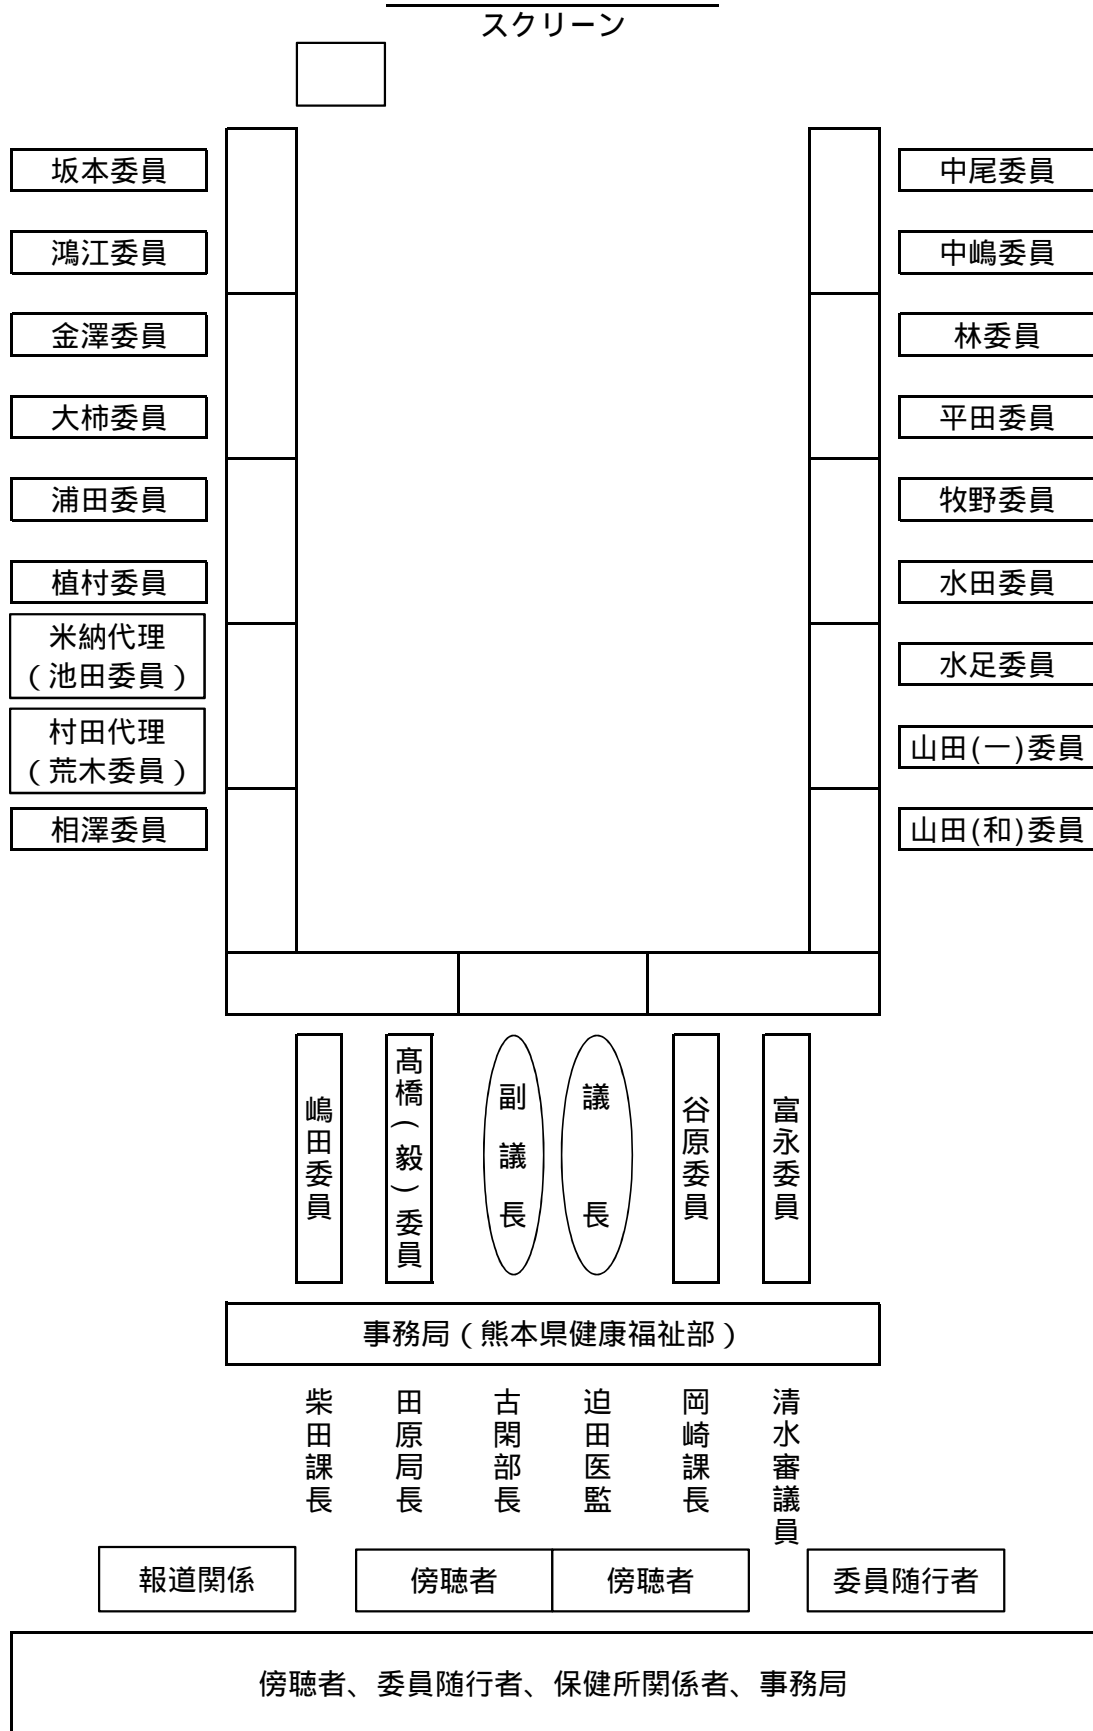 スクリーン
坂本委員
鴻江委員
金澤委員
大柿委員
浦田委員
植村委員
米納代理
（池田委員）
村田代理
（荒木委員）
相澤委員
中尾委員
中嶋委員
林委員
平田委員
牧野委員
水田委員
水足委員
山田(一)委員
山田(和)委員
嶋田委員
髙橋（毅）委員
副議長
議長
谷原委員
富永委員
事務局（熊本県健康福祉部）
柴田課長
田原局長
古閑部長
迫田医監
岡崎課長
清水審議員
報道関係
傍聴者
傍聴者
委員随行者
傍聴者、委員随行者、保健所関係者、事務局